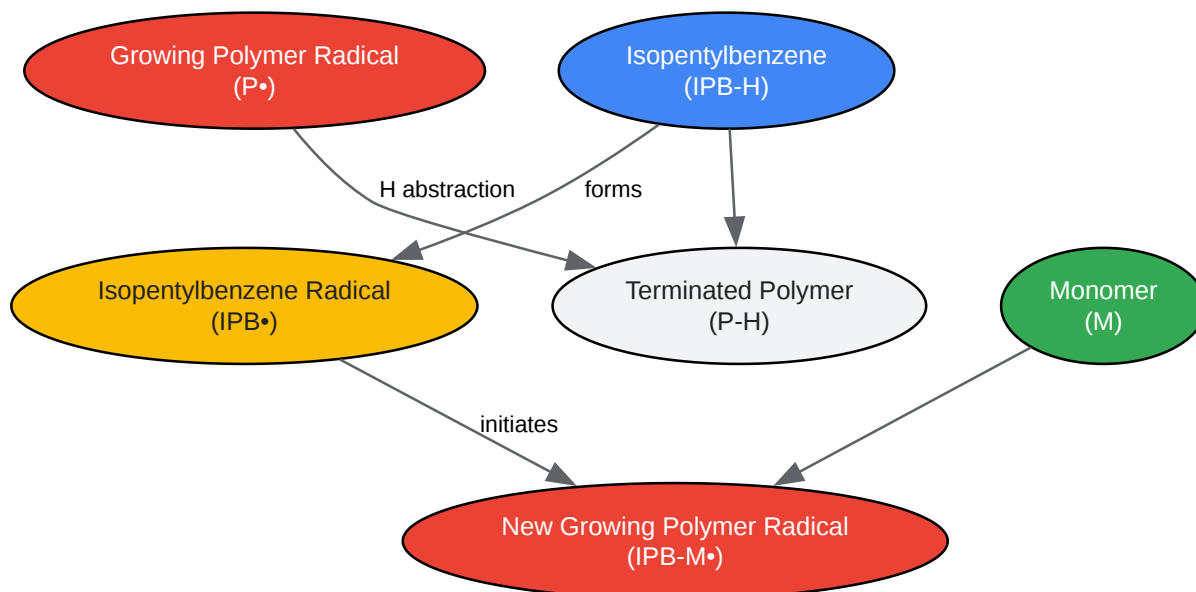 Growing Polymer Radical
(P•)
Isopentylbenzene
(IPB-H)
H abstraction
forms
Isopentylbenzene Radical
(IPB•)
Terminated Polymer
(P-H)
Monomer
(M)
initiates
New Growing Polymer Radical
(IPB-M•)